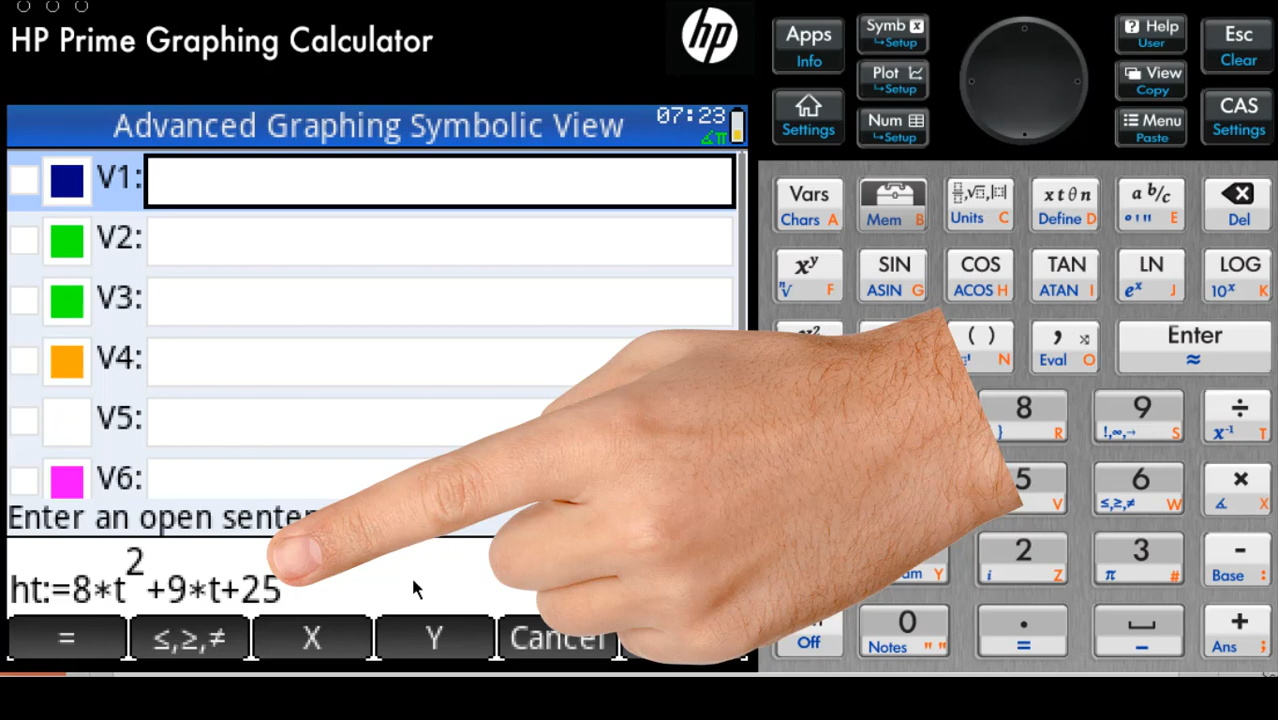 HP Prime Graphing Calculator
hp
Apps
Info
Symb x
↳Setup
Help
User
Esc
Clear
Plot
↳Setup
View
Copy
Settings
Num
↳Setup
Menu
Paste
CAS
Settings
Advanced Graphing Symbolic View
07:23
∡π
V1:
V2:
V3:
V4:
V5:
V6:
Enter an open senten
ht:=8*t²+9*t+25
=
≤,≥,≠
X
Y
Cancel
Vars
Chars A
Mem B
Units C
x t θ n
Define D
a b/c
° ' " E
Del
xʸ
ⁿ√ F
SIN
ASIN G
COS
ACOS H
TAN
ATAN I
LN
eˣ J
LOG
10ˣ K
( )
N
,
Eval O
Enter
≈
8
} R
9
!,∞,→ S
÷
x⁻¹ T
5
V
6
≤,≥,≠ W
×
∡ X
Y
2
i Z
3
π #
-
Base :
Off
0
Notes " "
.
=
_
+
Ans ;